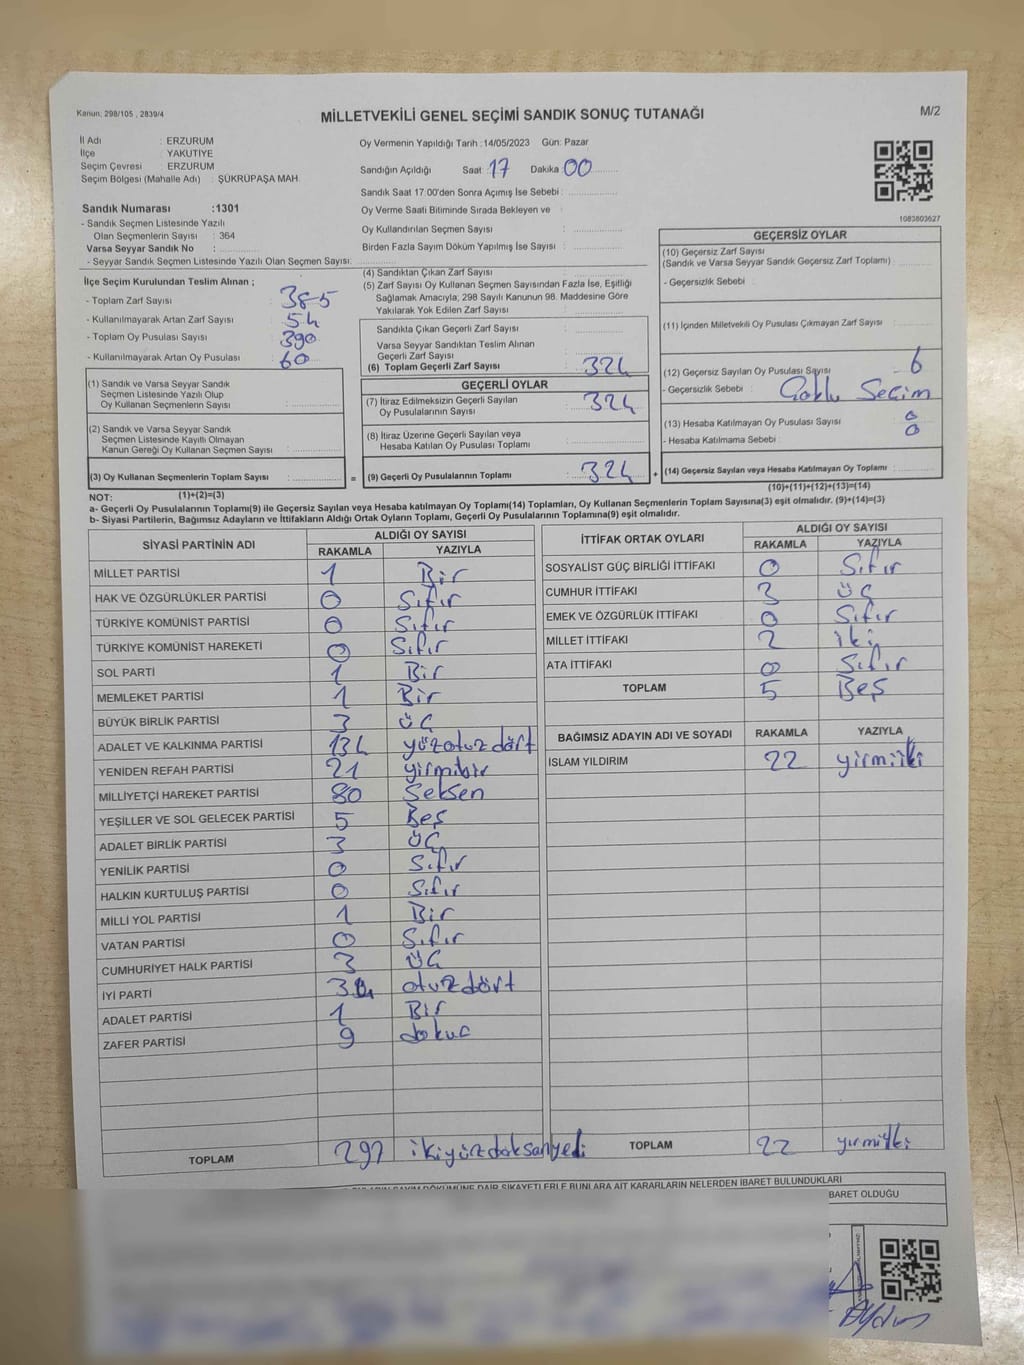 Kanun: 298/105 , 2839/4
MİLLETVEKİLİ GENEL SEÇİMİ SANDIK SONUÇ TUTANAĞI
M/2
İl Adı : ERZURUM
İlçe : YAKUTİYE
Seçim Çevresi : ERZURUM
Seçim Bölgesi (Mahalle Adı) : ŞÜKRÜPAŞA MAH.
Sandık Numarası :1301
- Sandık Seçmen Listesinde Yazılı
Olan Seçmenlerin Sayısı : 364
Varsa Seyyar Sandık No :
- Seyyar Sandık Seçmen Listesinde Yazılı Olan Seçmen Sayısı:
Oy Vermenin Yapıldığı Tarih :14/05/2023 Gün: Pazar
Sandığın Açıldığı Saat : 17 Dakika : 00
Sandık Saat 17.00'den Sonra Açımış İse Sebebi :
Oy Verme Saati Bitiminde Sırada Bekleyen ve :
Oy Kullandırılan Seçmen Sayısı :
Birden Fazla Sayım Döküm Yapılmış İse Sayısı :
1083803627
İlçe Seçim Kurulundan Teslim Alınan ;
- Toplam Zarf Sayısı : 385
- Kullanılmayarak Artan Zarf Sayısı : 54
- Toplam Oy Pusulası Sayısı : 390
- Kullanılmayarak Artan Oy Pusulası : 60
(1) Sandık ve Varsa Seyyar Sandık
Seçmen Listesinde Yazılı Olup
Oy Kullanan Seçmenlerin Sayısı :
(2) Sandık ve Varsa Seyyar Sandık
Seçmen Listesinde Kayıtlı Olmayan
Kanun Gereği Oy Kullanan Seçmen Sayısı :
(3) Oy Kullanan Seçmenlerin Toplam Sayısı : =
(1)+(2)=(3)
(4) Sandıktan Çıkan Zarf Sayısı :
(5) Zarf Sayısı Oy Kullanan Seçmen Sayısından Fazla İse, Eşitliği
Sağlamak Amacıyla; 298 Sayılı Kanunun 98. Maddesine Göre
Yakılarak Yok Edilen Zarf Sayısı :
Sandıkta Çıkan Geçerli Zarf Sayısı :
Varsa Seyyar Sandıktan Teslim Alınan
Geçerli Zarf Sayısı :
(6) Toplam Geçerli Zarf Sayısı : 324
GEÇERLİ OYLAR
(7) İtiraz Edilmeksizin Geçerli Sayılan
Oy Pusulalarının Sayısı : 324
(8) İtiraz Üzerine Geçerli Sayılan veya
Hesaba Katılan Oy Pusulası Toplamı :
(9) Geçerli Oy Pusulalarının Toplamı : 324 +
GEÇERSİZ OYLAR
(10) Geçersiz Zarf Sayısı
(Sandık ve Varsa Seyyar Sandık Geçersiz Zarf Toplamı) :
- Geçersizlik Sebebi :
(11) İçinden Milletvekili Oy Pusulası Çıkmayan Zarf Sayısı :
(12) Geçersiz Sayılan Oy Pusulası Sayısı : 6
- Geçersizlik Sebebi : Çoklu Seçim
(13) Hesaba Katılmayan Oy Pusulası Sayısı : 0
- Hesaba Katılmama Sebebi : 0
(14) Geçersiz Sayılan veya Hesaba Katılmayan Oy Toplamı :
(10)+(11)+(12)+(13)=(14)
NOT:
a- Geçerli Oy Pusulalarının Toplamı(9) ile Geçersiz Sayılan veya Hesaba Katılmayan Oy Toplamı(14) Toplamları, Oy Kullanan Seçmenlerin Toplam Sayısına(3) eşit olmalıdır. (9)+(14)=(3)
b- Siyasi Partilerin, Bağımsız Adayların ve İttifakların Aldığı Ortak Oyların Toplamı, Geçerli Oy Pusulalarının Toplamına(9) eşit olmalıdır.
SİYASİ PARTİNİN ADI ALDIĞI OY SAYISI
RAKAMLA YAZIYLA
MİLLET PARTİSİ 1 Bir
HAK VE ÖZGÜRLÜKLER PARTİSİ 0 Sıfır
TÜRKİYE KOMÜNİST PARTİSİ 0 Sıfır
TÜRKİYE KOMÜNİST HAREKETİ 0 Sıfır
SOL PARTİ 1 Bir
MEMLEKET PARTİSİ 1 Bir
BÜYÜK BİRLİK PARTİSİ 3 üç
ADALET VE KALKINMA PARTİSİ 134 yüzotuzdört
YENİDEN REFAH PARTİSİ 21 yirmibir
MİLLİYETÇİ HAREKET PARTİSİ 80 Seksen
YEŞİLLER VE SOL GELECEK PARTİSİ 5 Beş
ADALET BİRLİK PARTİSİ 3 üç
YENİLİK PARTİSİ 0 Sıfır
HALKIN KURTULUŞ PARTİSİ 0 Sıfır
MİLLİ YOL PARTİSİ 1 Bir
VATAN PARTİSİ 0 Sıfır
CUMHURİYET HALK PARTİSİ 3 üç
İYİ PARTİ 34 otuzdört
ADALET PARTİSİ 1 Bir
ZAFER PARTİSİ 9 dokuz
TOPLAM 297 ikiyüzdoksanyedi
İTTİFAK ORTAK OYLARI ALDIĞI OY SAYISI
RAKAMLA YAZIYLA
SOSYALİST GÜÇ BİRLİĞİ İTTİFAKI 0 Sıfır
CUMHUR İTTİFAKI 3 üç
EMEK VE ÖZGÜRLÜK İTTİFAKI 0 Sıfır
MİLLET İTTİFAKI 2 iki
ATA İTTİFAKI 0 Sıfır
TOPLAM 5 Beş
BAĞIMSIZ ADAYIN ADI VE SOYADI RAKAMLA YAZIYLA
İSLAM YILDIRIM 22 yirmiiki
TOPLAM 22 yirmiiki
DÖKÜMÜNE DAİR ŞİKAYETLERLE BUNLARA AİT KARARLARIN NELERDEN İBARET BULUNDUKLARI
BARET OLDUĞU